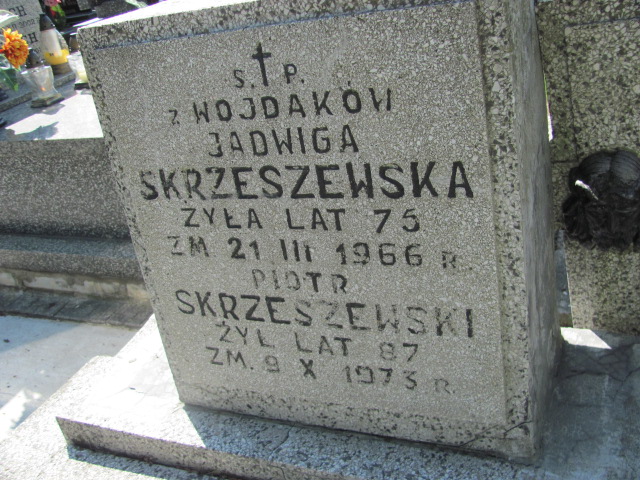 Ś. P.
z WOJDAKÓW
JADWIGA
SKRZESZEWSKA
ŻYŁA LAT 75
ZM 21 III 1966 R.
PIOTR
SKRZESZEWSKI
ŻYŁ LAT 87
ZM. 9 X 1973 R.